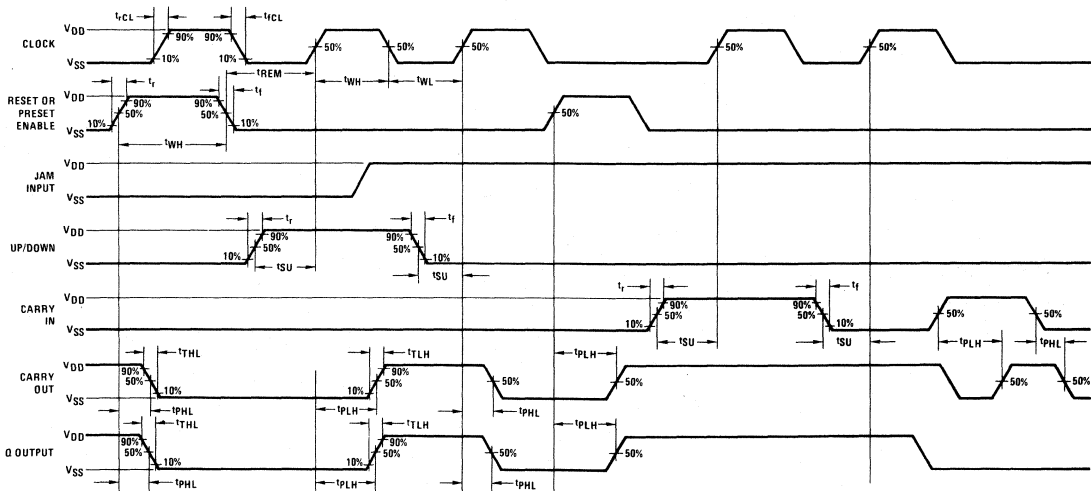 trCL tfCL
VDD
CLOCK
90% 90% 50% 50% 50% 50% 50%
10% 10%
VSS
tREM tWH tWL
tr tf
VDD
RESET OR
PRESET
ENABLE
90% 90%
50% 50% 50%
10% 10%
VSS
tWH
VDD
JAM
INPUT
VSS
tr tf
VDD
UP/DOWN
90% 90%
50% 50%
10% 10%
VSS
tSU tSU
tr tf
VDD
CARRY
IN
90% 90%
50% 50% 50% 50%
10% 10%
VSS
tSU tSU tPLH tPHL
tTHL tTLH tPLH
VDD
CARRY
OUT
90% 90%
50% 50% 50% 50% 50% 50%
10% 10%
VSS
tPHL tPLH tPHL
tTHL tTLH tPLH
VDD
Q OUTPUT
90% 90%
50% 50% 50% 50%
10% 10%
VSS
tPHL tPLH tPHL